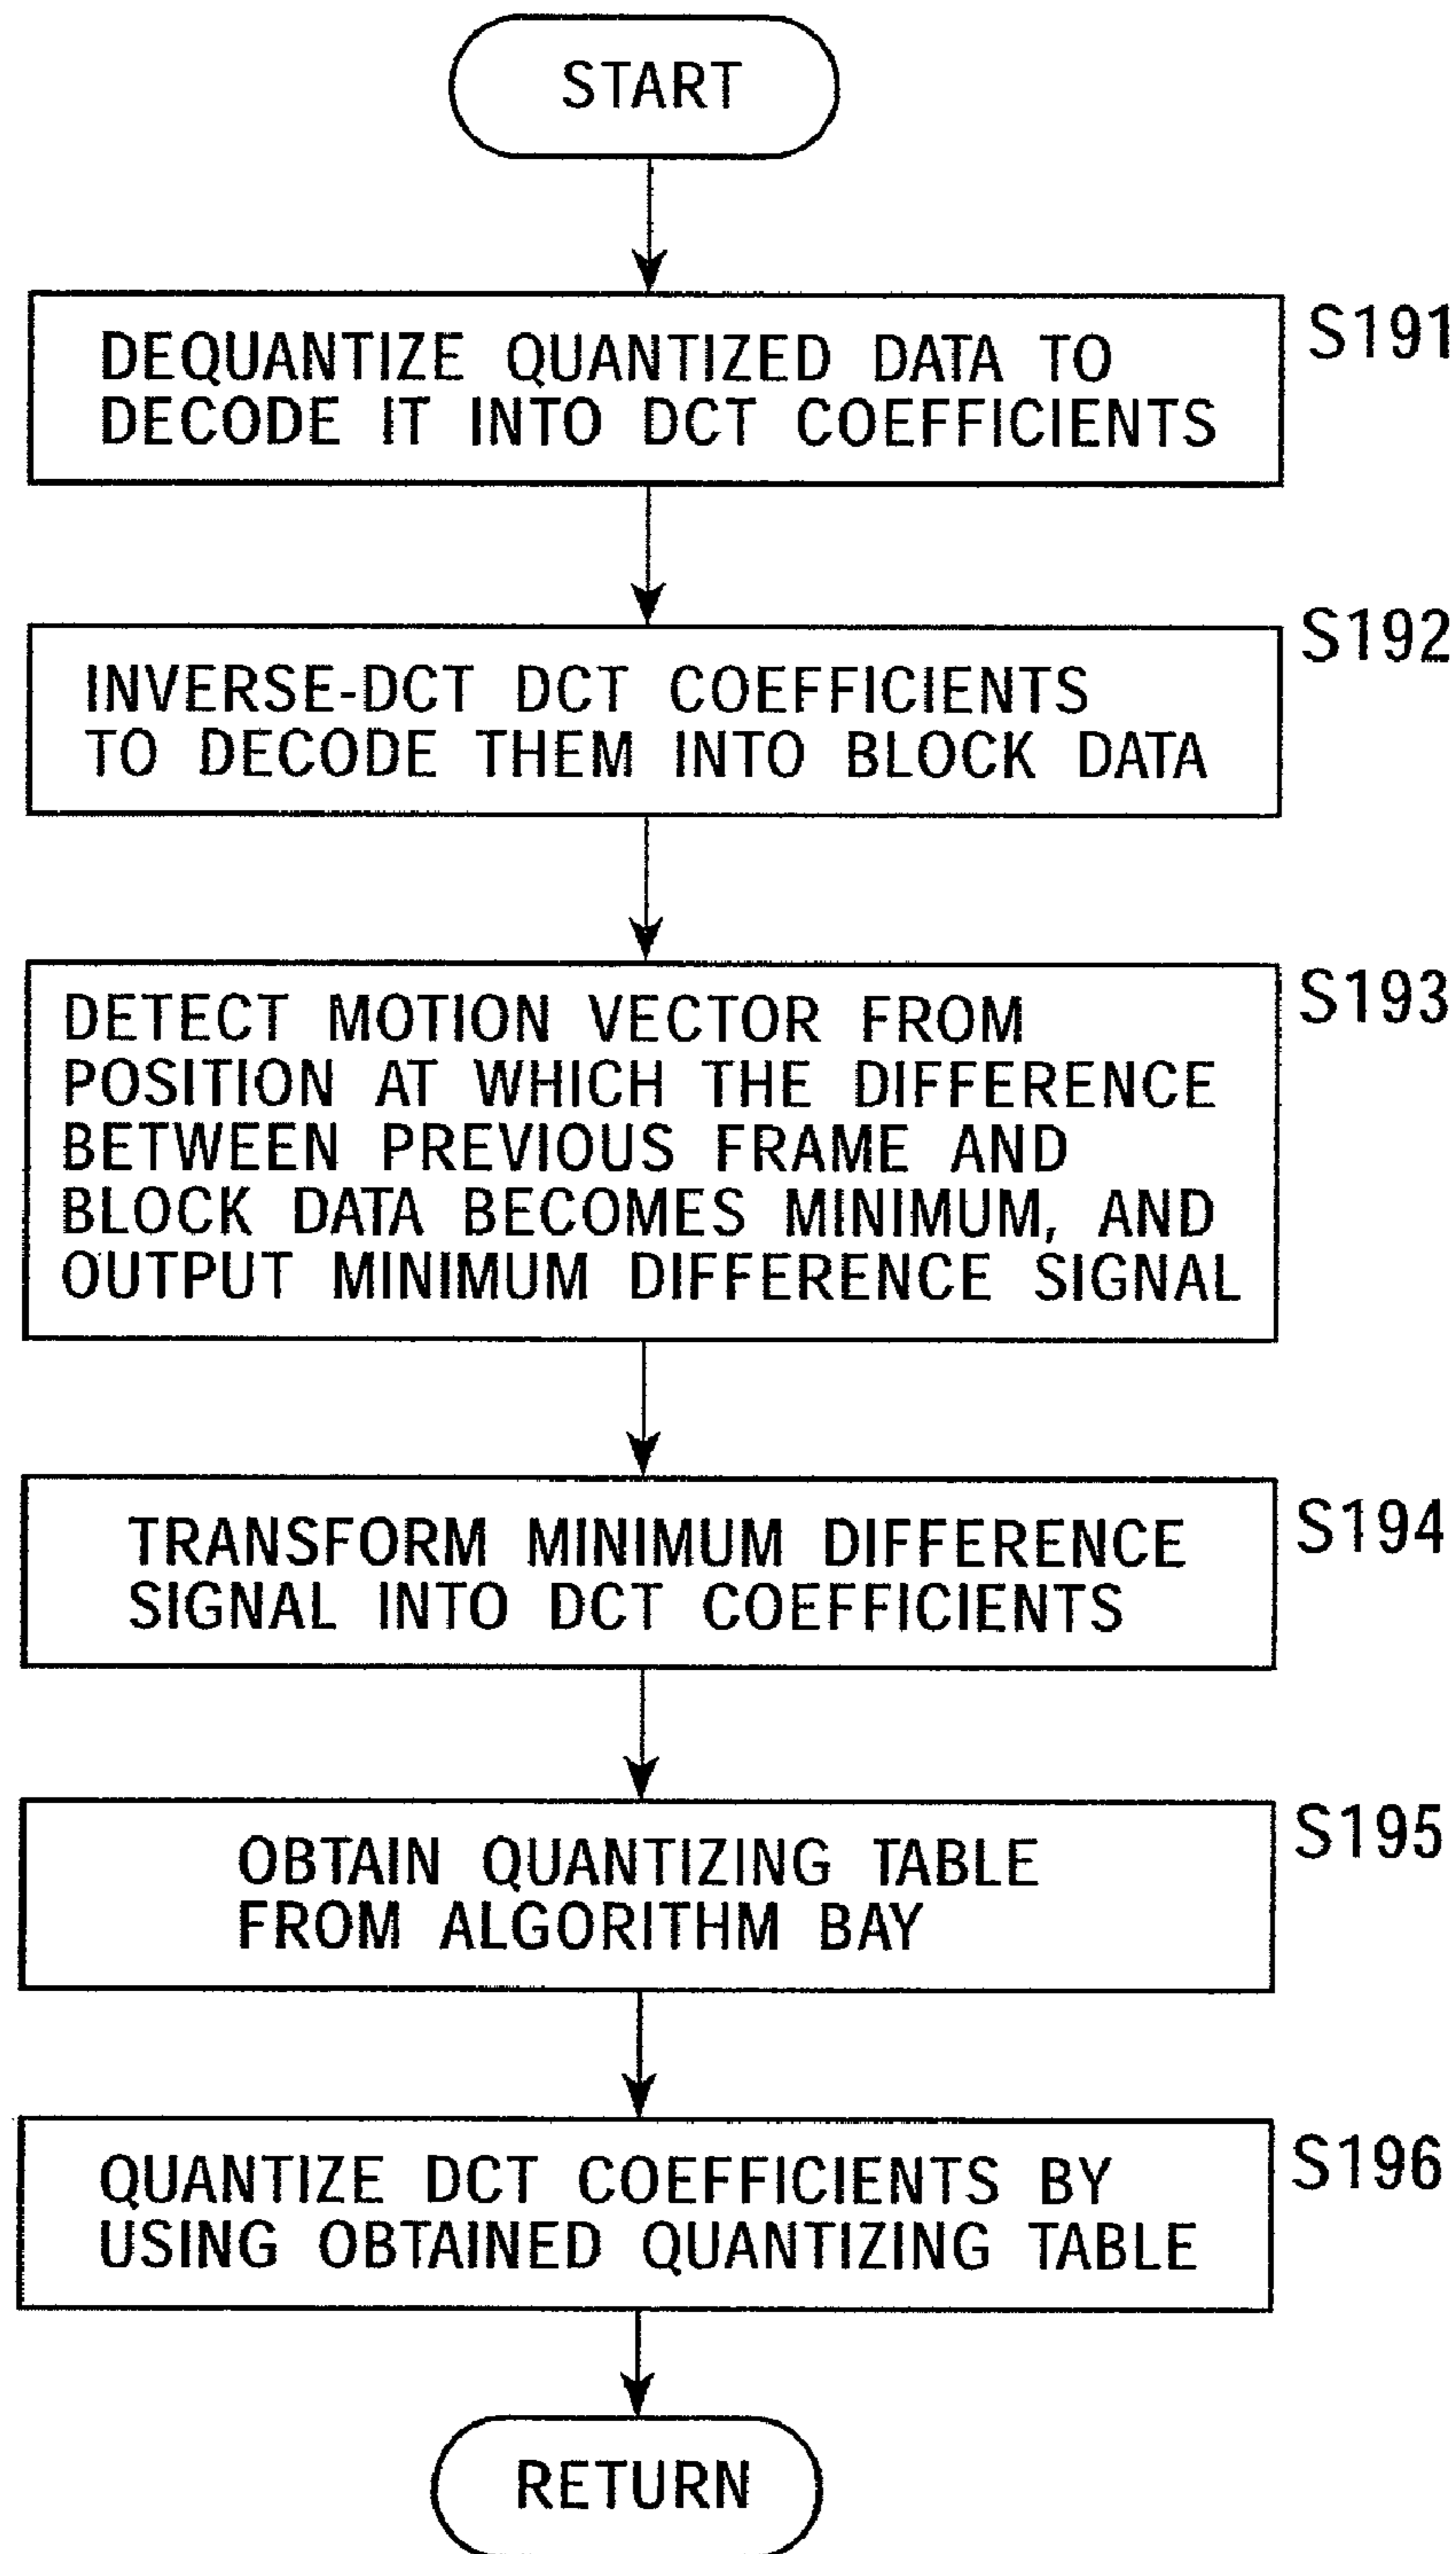 START
DEQUANTIZE QUANTIZED DATA TO
DECODE IT INTO DCT COEFFICIENTS
S191
INVERSE-DCT DCT COEFFICIENTS
TO DECODE THEM INTO BLOCK DATA
S192
DETECT MOTION VECTOR FROM
POSITION AT WHICH THE DIFFERENCE
BETWEEN PREVIOUS FRAME AND
BLOCK DATA BECOMES MINIMUM, AND
OUTPUT MINIMUM DIFFERENCE SIGNAL
S193
TRANSFORM MINIMUM DIFFERENCE
SIGNAL INTO DCT COEFFICIENTS
S194
OBTAIN QUANTIZING TABLE
FROM ALGORITHM BAY
S195
QUANTIZE DCT COEFFICIENTS BY
USING OBTAINED QUANTIZING TABLE
S196
RETURN